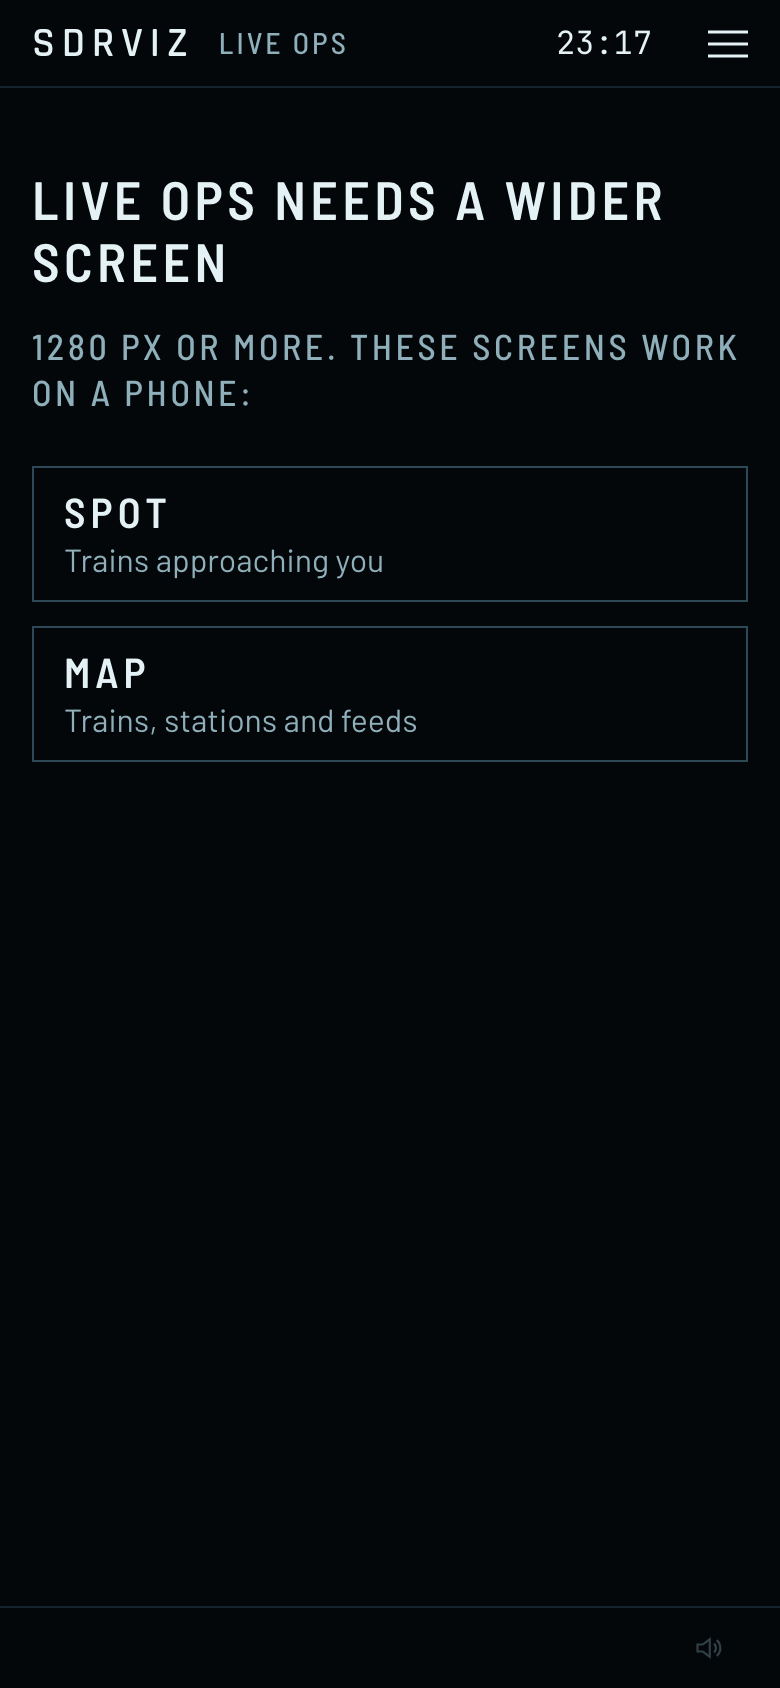 SDRVIZ LIVE OPS 23:17
LIVE OPS NEEDS A WIDER
SCREEN
1280 PX OR MORE. THESE SCREENS WORK
ON A PHONE:
SPOT
Trains approaching you
MAP
Trains, stations and feeds